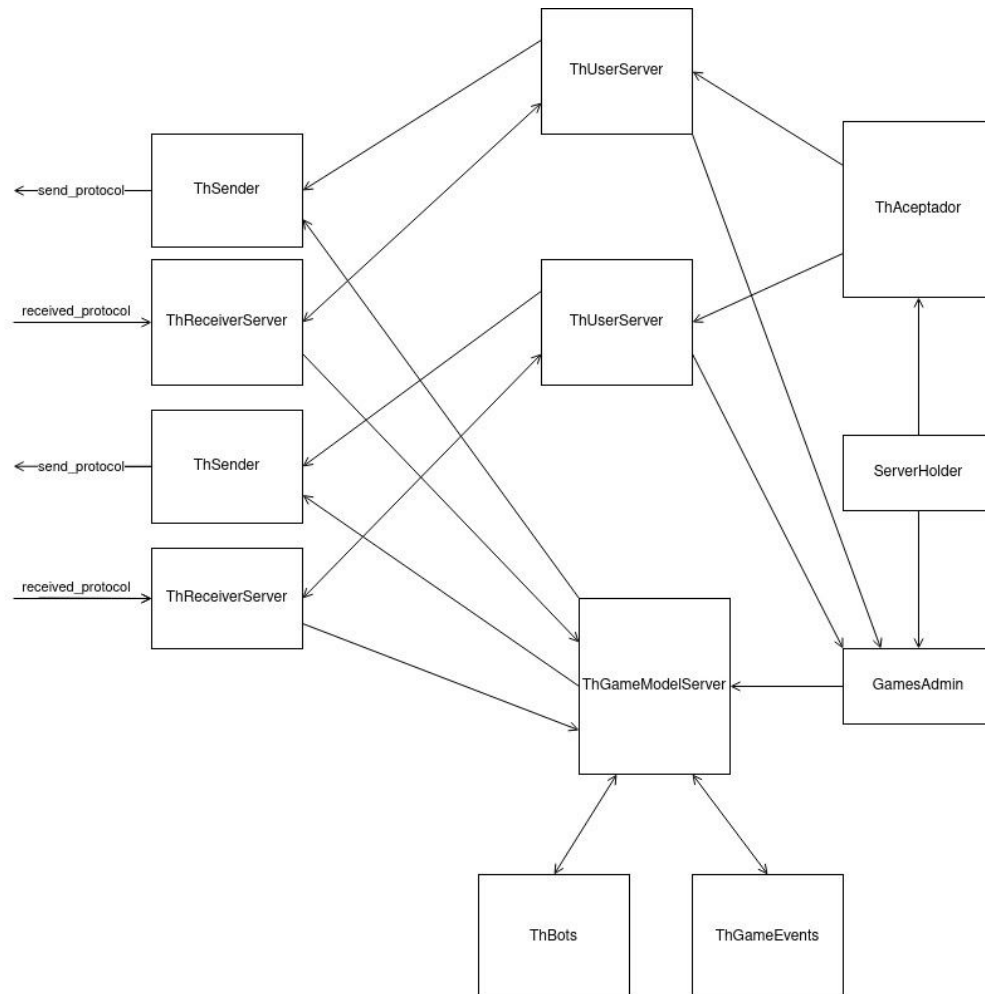 ThUserServer
ThAceptador
send_protocol
ThSender
received_protocol
ThReceiverServer
ThUserServer
send_protocol
ThSender
ServerHolder
received_protocol
ThReceiverServer
ThGameModelServer
GamesAdmin
ThBots
ThGameEvents